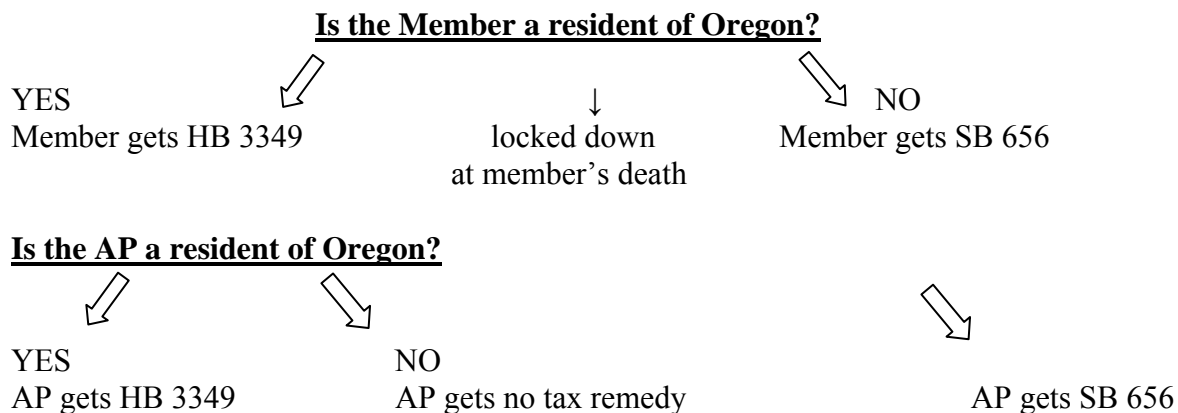 Is the Member a resident of Oregon?
YES ↓ NO
Member gets HB 3349 locked down Member gets SB 656
at member’s death
Is the AP a resident of Oregon?
YES NO
AP gets HB 3349 AP gets no tax remedy AP gets SB 656